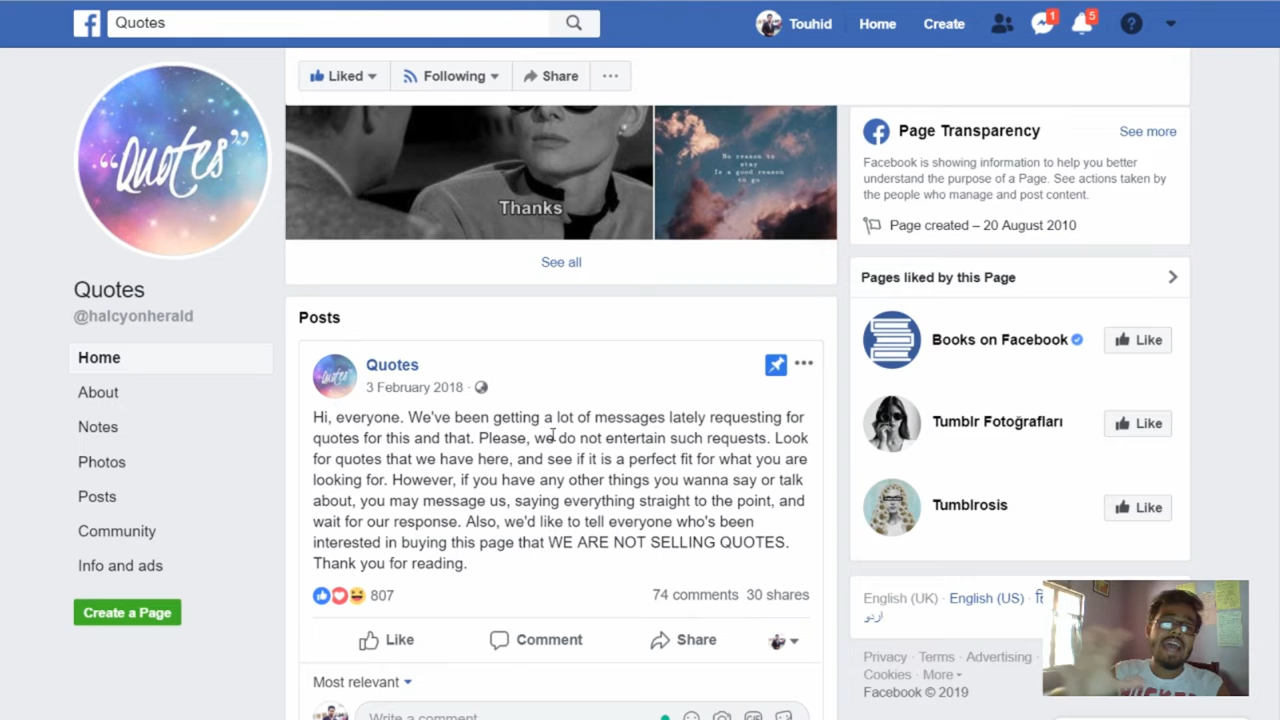 Quotes
Touhid
Home
Create
1
5
Liked
Following
Share
“Quotes”
Thanks
No reason to
stay
Is a good reason
to go
See all
Quotes
@halcyonherald
Home
About
Notes
Photos
Posts
Community
Info and ads
Create a Page
Posts
Quotes
3 February 2018
Hi, everyone. We've been getting a lot of messages lately requesting for
quotes for this and that. Please, we do not entertain such requests. Look
for quotes that we have here, and see if it is a perfect fit for what you are
looking for. However, if you have any other things you wanna say or talk
about, you may message us, saying everything straight to the point, and
wait for our response. Also, we'd like to tell everyone who's been
interested in buying this page that WE ARE NOT SELLING QUOTES.
Thank you for reading.
807
74 comments 30 shares
Like
Comment
Share
Most relevant
Write a comment
Page Transparency
See more
Facebook is showing information to help you better
understand the purpose of a Page. See actions taken by
the people who manage and post content.
Page created – 20 August 2010
Pages liked by this Page
Books on Facebook
Like
Tumblr Fotoğrafları
Like
Tumblrosis
Like
English (UK) · English (US) ·
اردو
Privacy · Terms · Advertising ·
Cookies · More
Facebook © 2019